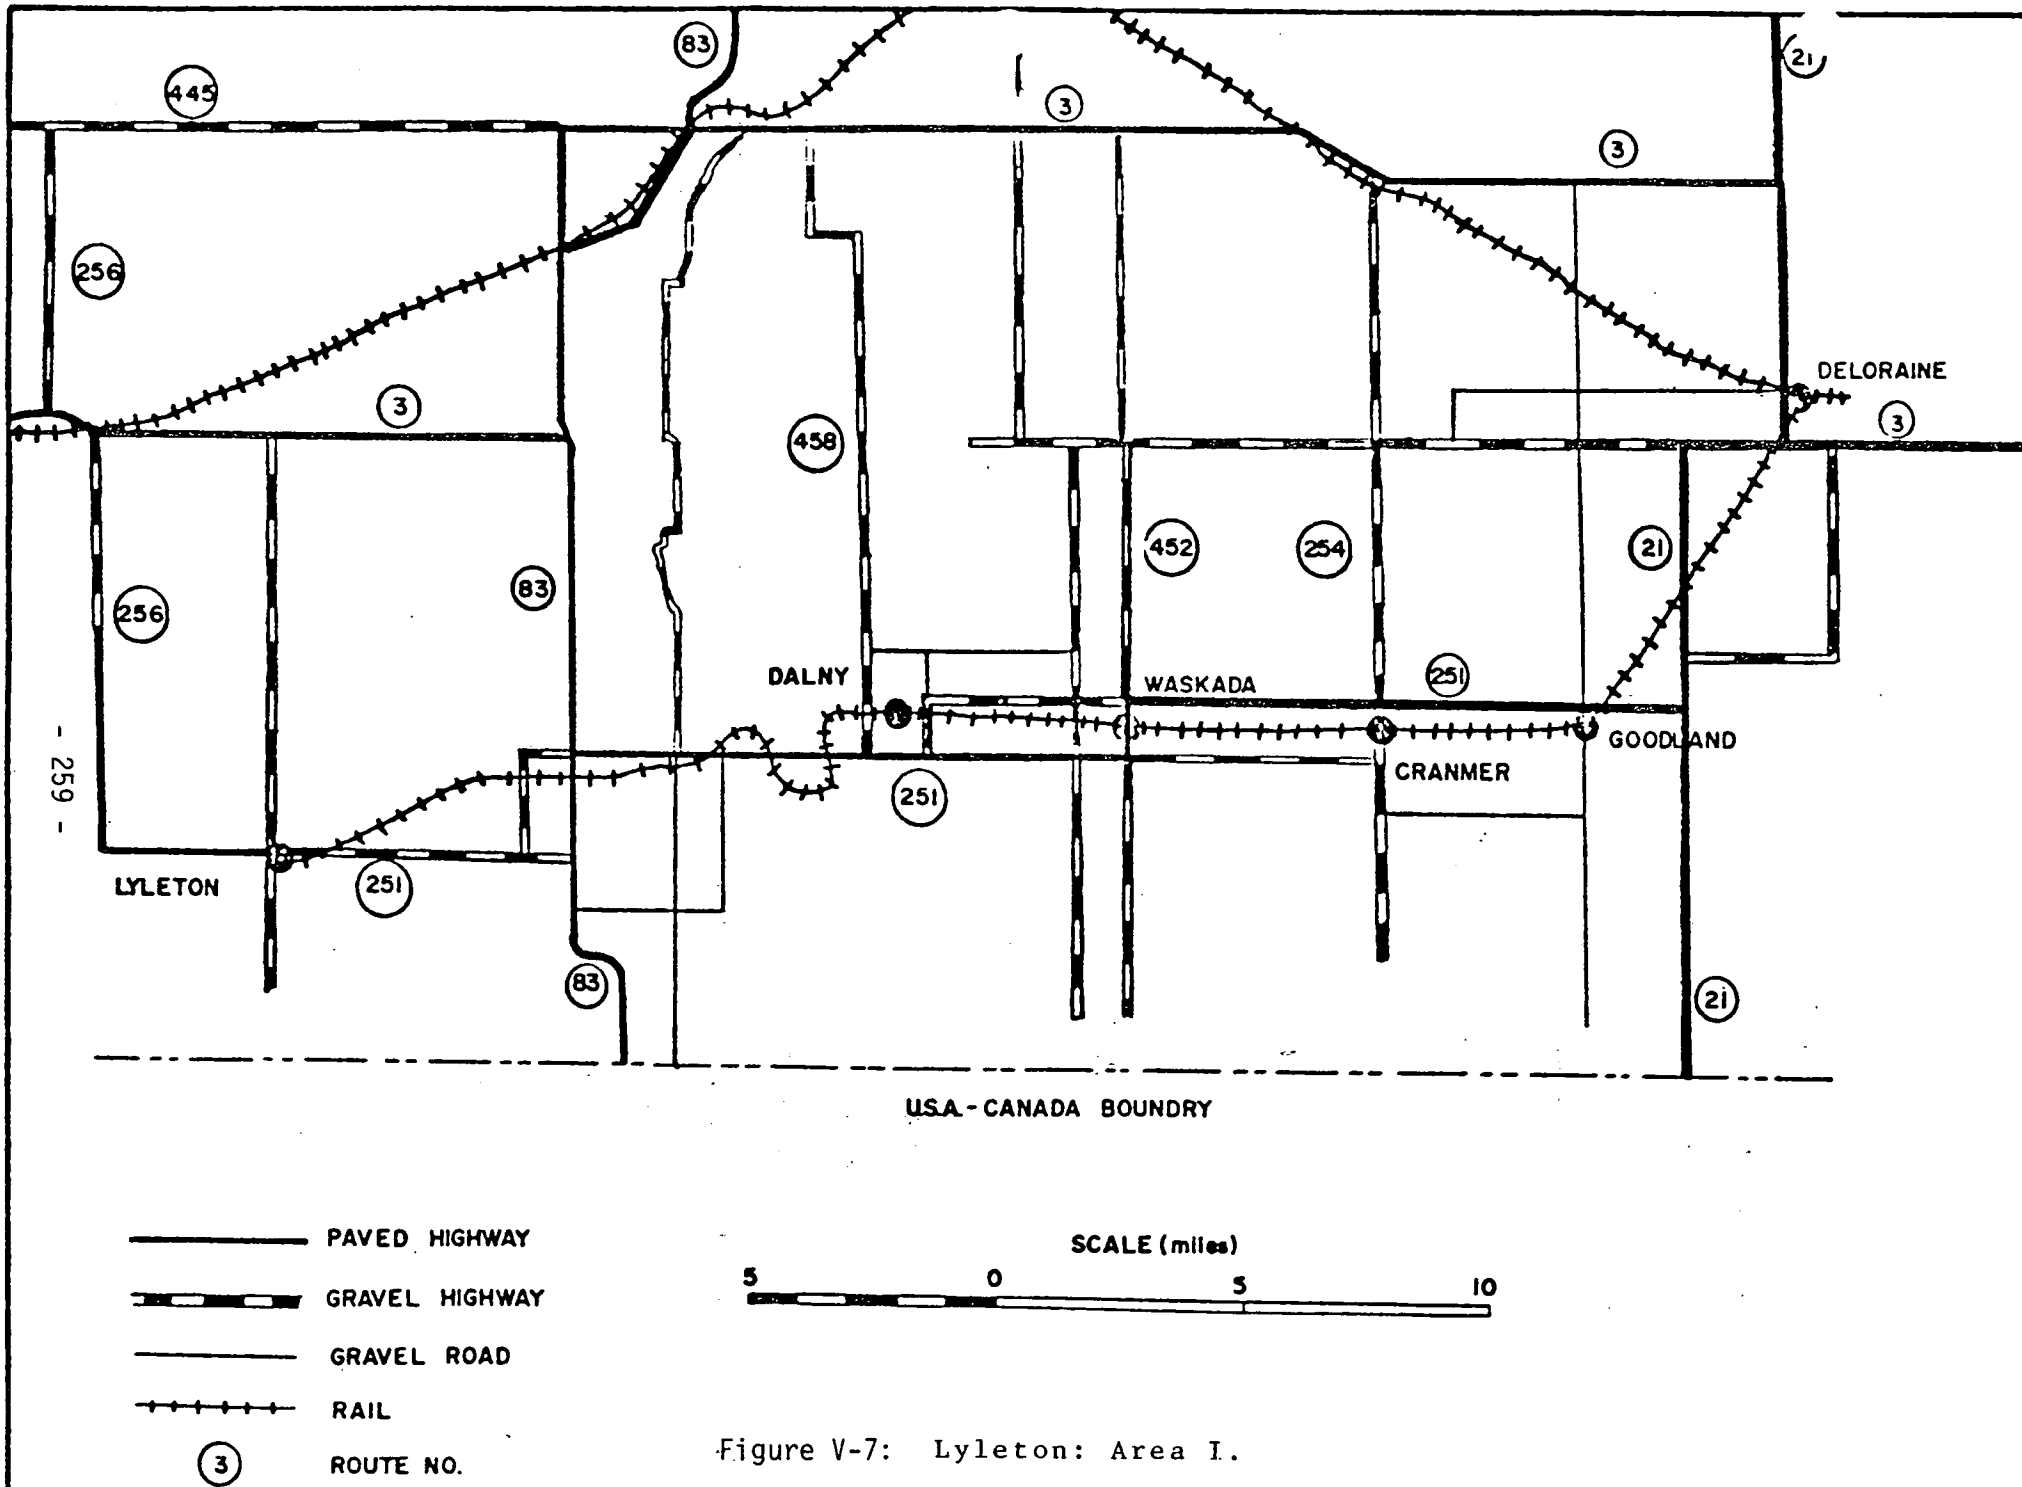 83
21
445
3
3
256
DELORAINE
3
3
458
452
254
21
83
256
DALNY
WASKADA
251
- 259 -
GOODLAND
CRANMER
251
LYLETON
251
83
21
U.S.A.-CANADA BOUNDRY
PAVED HIGHWAY
SCALE (miles)
5 0 5 10
GRAVEL HIGHWAY
GRAVEL ROAD
RAIL
3 ROUTE NO.
Figure V-7: Lyleton: Area I.